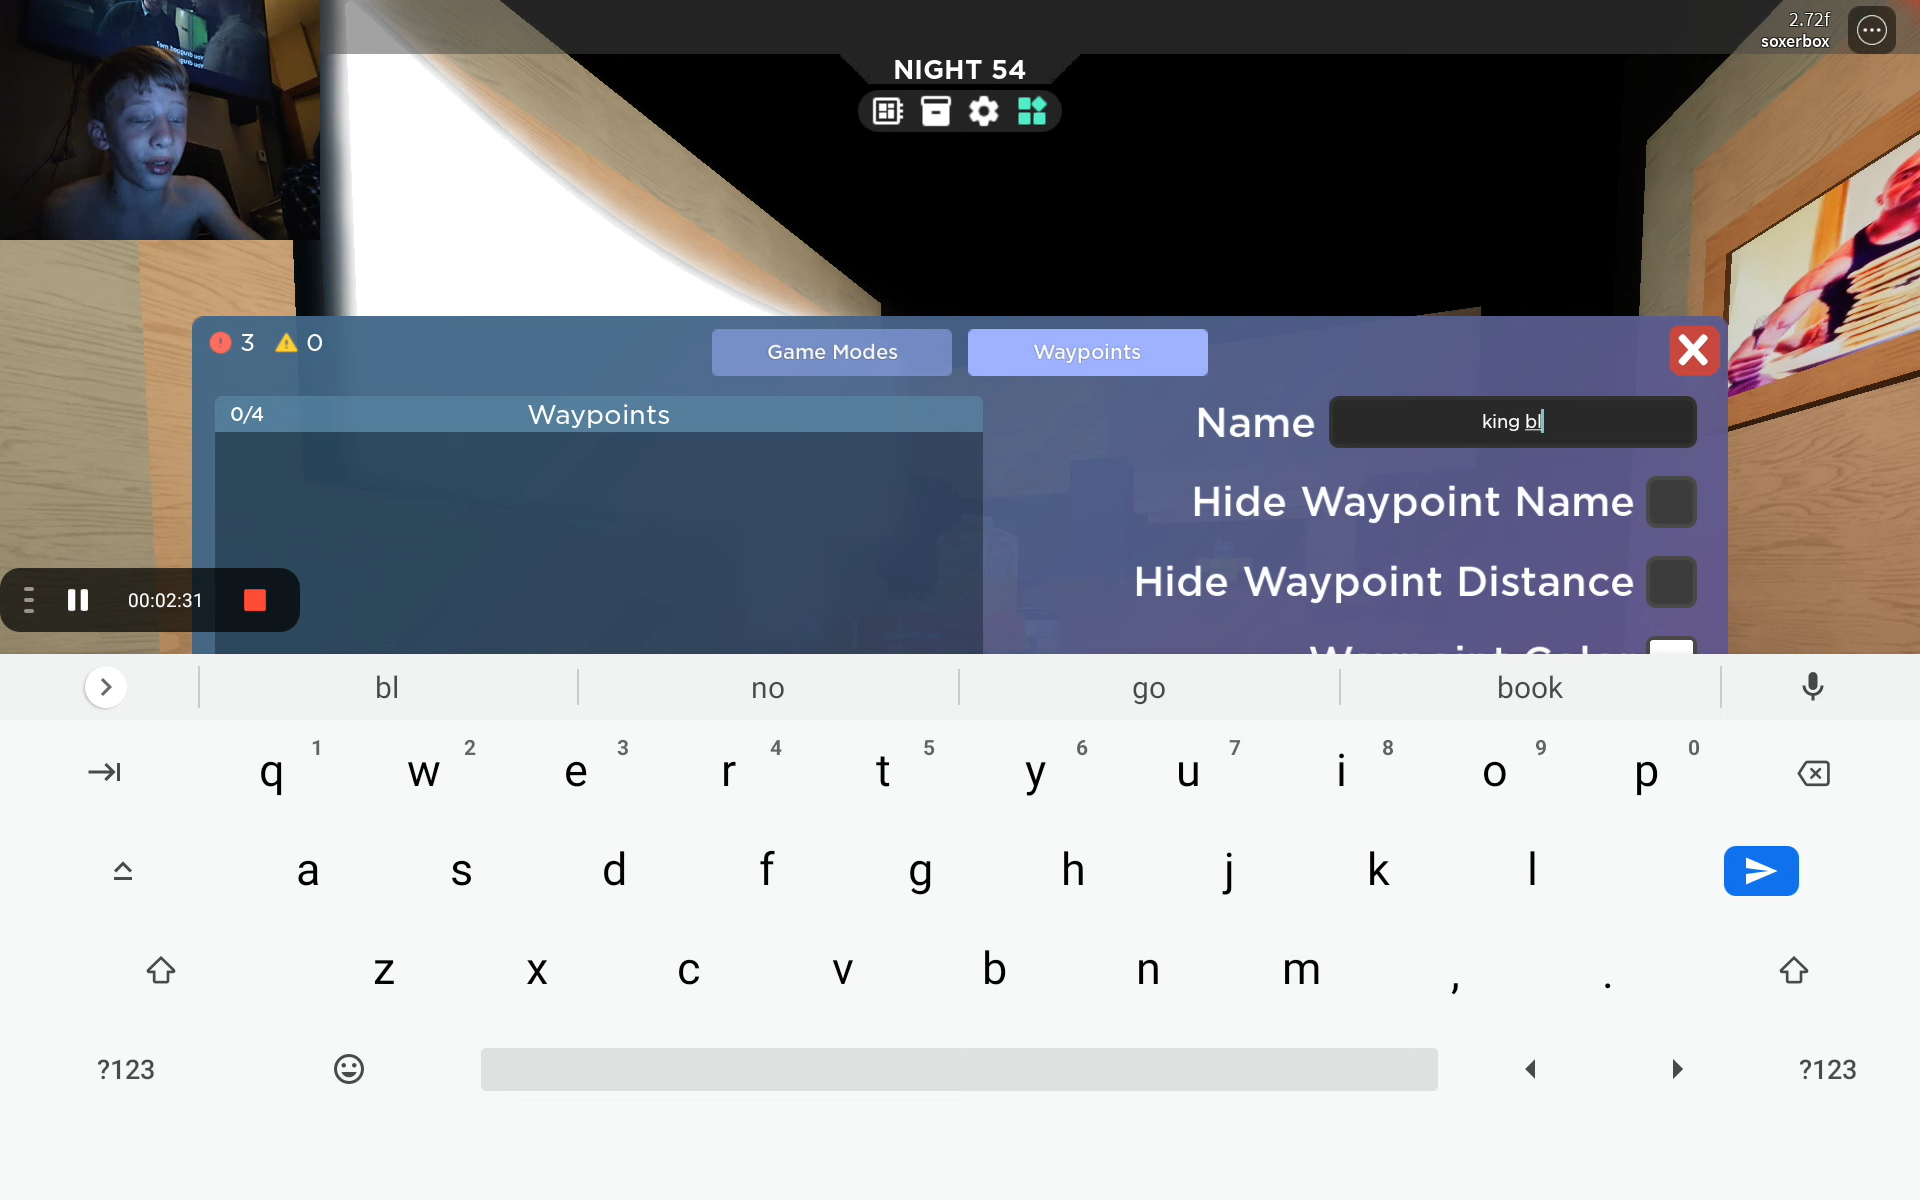 2.72f
soxerbox
NIGHT 54
3 0
Game Modes
Waypoints
0/4 Waypoints
Name king bl
Hide Waypoint Name
Hide Waypoint Distance
Waypoint Color
00:02:31
bl no go book
1 2 3 4 5 6 7 8 9 0
q w e r t y u i o p
a s d f g h j k l
z x c v b n m , .
?123 ?123